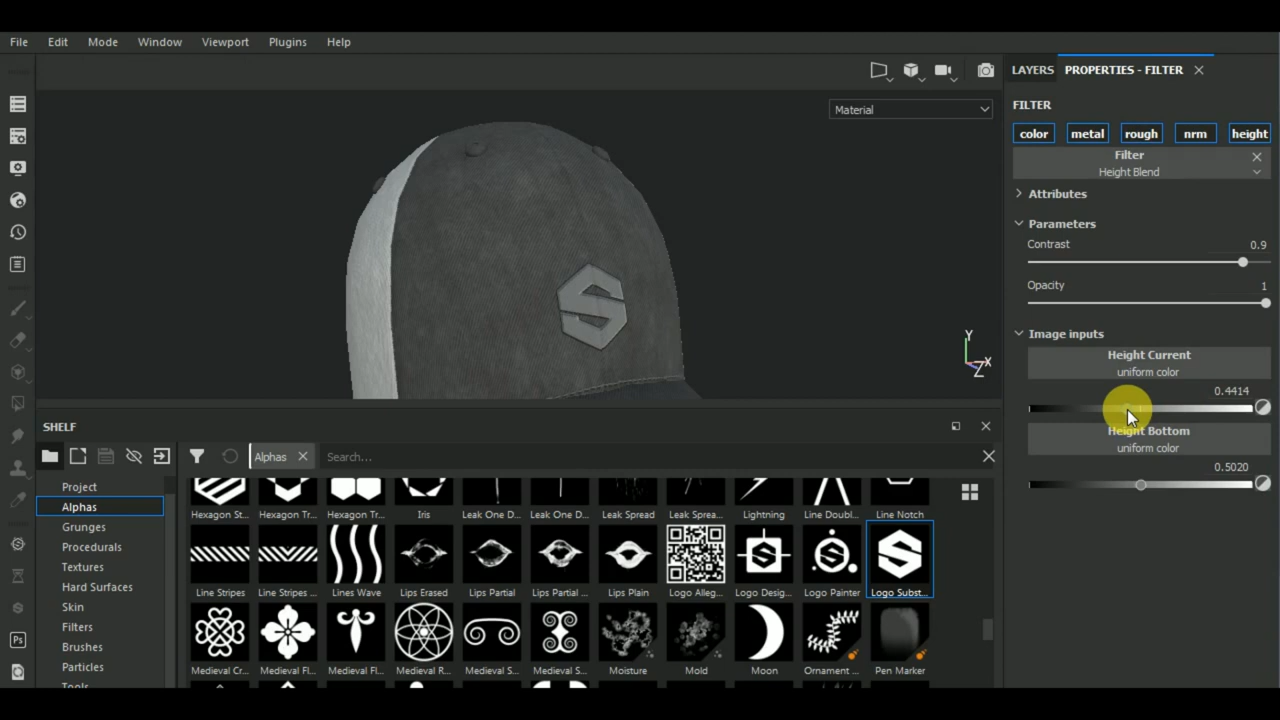 File Edit Mode Window Viewport Plugins Help
LAYERS PROPERTIES - FILTER
FILTER
Material
color metal rough nrm height
Filter
Height Blend
Attributes
Parameters
Contrast 0.9
Opacity 1
Image inputs
Height Current
uniform color
0.4414
Height Bottom
uniform color
0.5020
Y
X
Z
SHELF
Alphas Search...
Project
Alphas
Grunges
Procedurals
Textures
Hard Surfaces
Skin
Filters
Brushes
Particles
Tools
Ps
Hexagon St... Hexagon Tr... Hexagon Tr... Iris Leak One D... Leak One D... Leak Spread Leak Sprea... Lightning Line Doubl... Line Notch
Line Stripes Line Stripes ... Lines Wave Lips Erased Lips Partial Lips Partial ... Lips Plain Logo Alleg... Logo Desig... Logo Painter Logo Subst...
Medieval Cr... Medieval Fl... Medieval Fl... Medieval R... Medieval S... Medieval S... Moisture Mold Moon Ornament ... Pen Marker